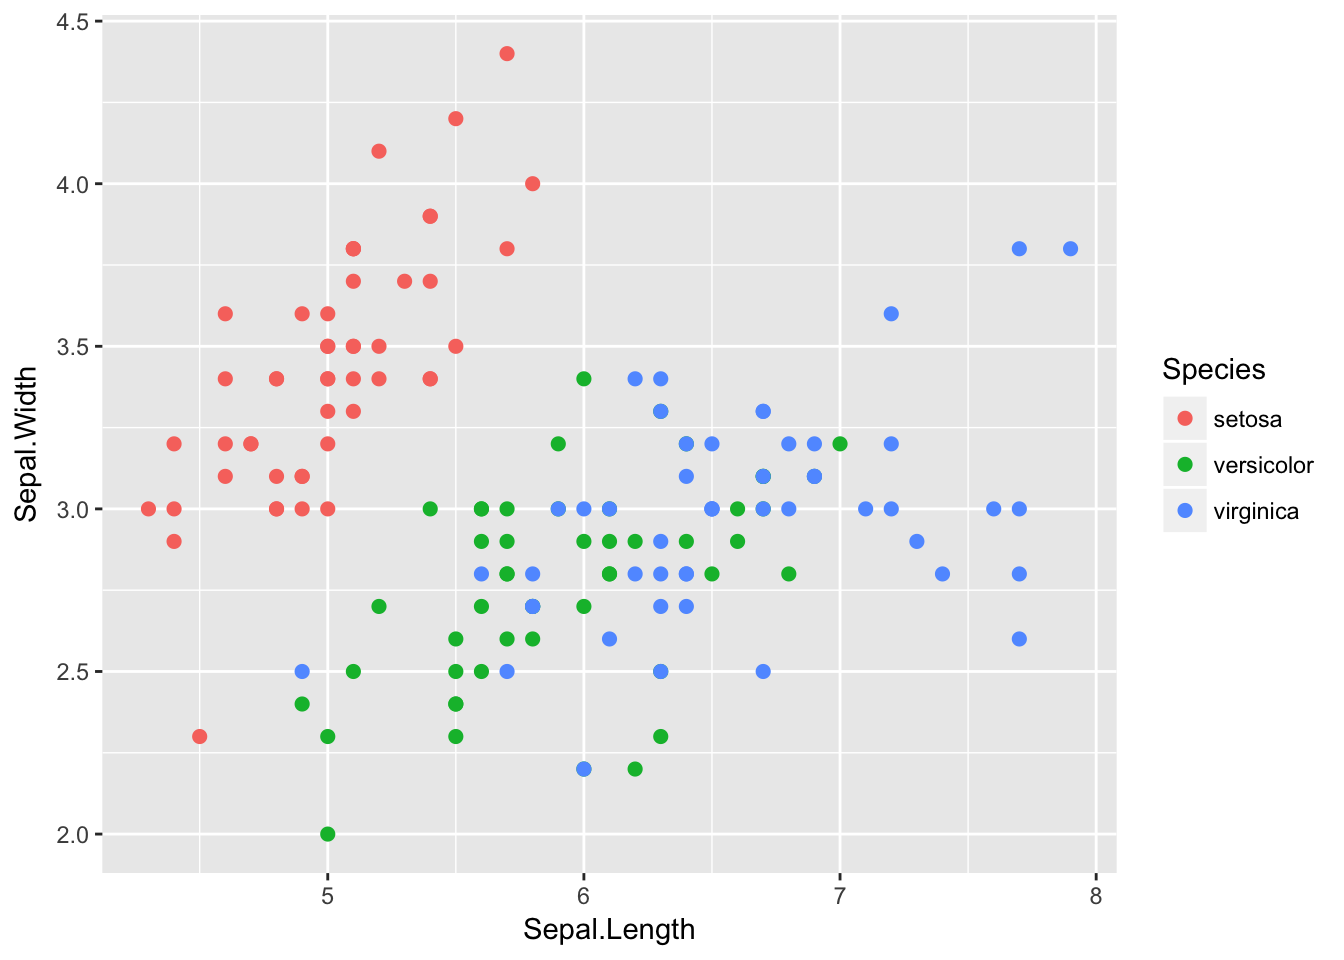 4.5
4.0
3.5
3.0
2.5
2.0
Sepal.Width
5 6 7 8
Sepal.Length
Species
setosa
versicolor
virginica